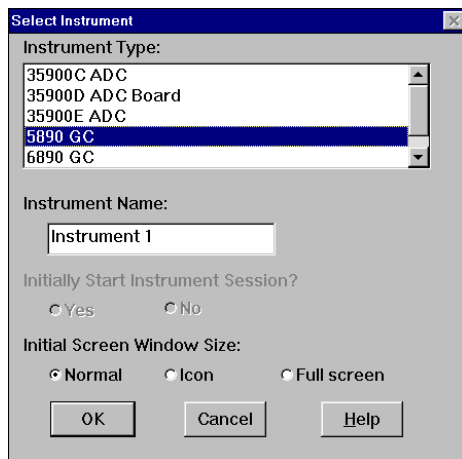 Select Instrument
Instrument Type:
35900C ADC
35900D ADC Board
35900E ADC
5890 GC
6890 GC
Instrument Name:
Instrument 1
Initially Start Instrument Session?
Yes No
Initial Screen Window Size:
Normal Icon Full screen
OK Cancel Help